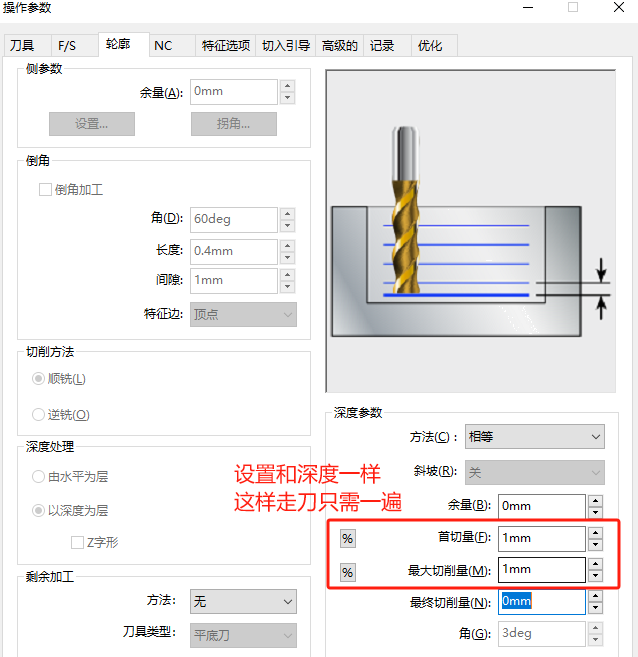 操作参数
刀具 F/S 轮廓 NC 特征选项 切入引导 高级的 记录 优化
侧参数
余量(A): 0mm
设置... 拐角...
倒角
倒角加工
角(D): 60deg
长度: 0.4mm
间隙: 1mm
特征边: 顶点
切削方法
顺铣(L)
逆铣(O)
深度处理
由水平为层
以深度为层
Z字形
剩余加工
方法: 无
刀具类型: 平底刀
设置和深度一样
这样走刀只需一遍
深度参数
方法(C) : 相等
斜坡(R): 关
余量(B): 0mm
% 首切量(F): 1mm
% 最大切削量(M): 1mm
最终切削量(N): 0mm
角(G): 3deg